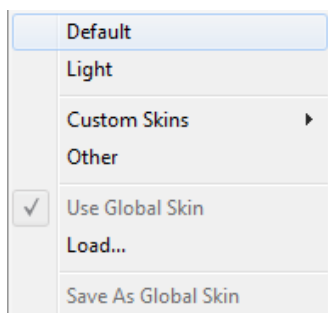 Default
Light
Custom Skins
Other
Use Global Skin
Load...
Save As Global Skin